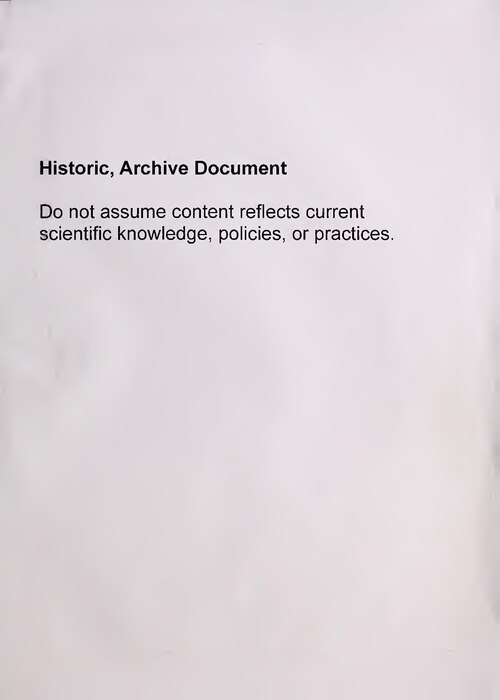 Historic, Archive Document
Do not assume content reflects current
scientific knowledge, policies, or practices.